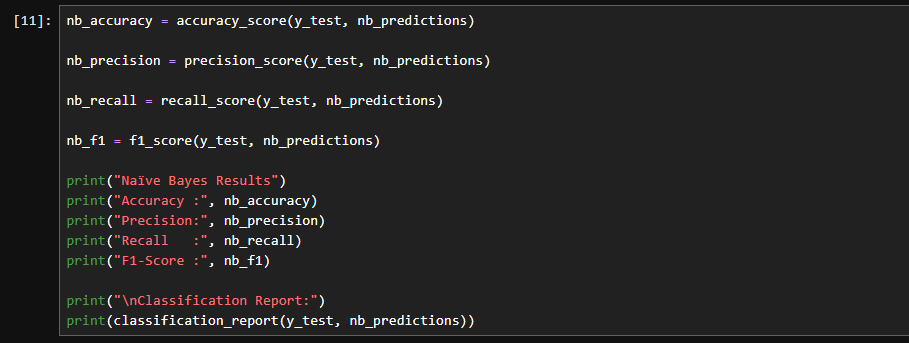 [11]: nb_accuracy = accuracy_score(y_test, nb_predictions)
nb_precision = precision_score(y_test, nb_predictions)
nb_recall = recall_score(y_test, nb_predictions)
nb_f1 = f1_score(y_test, nb_predictions)
print("Naïve Bayes Results")
print("Accuracy :", nb_accuracy)
print("Precision:", nb_precision)
print("Recall   :", nb_recall)
print("F1-Score :", nb_f1)
print("\nClassification Report:")
print(classification_report(y_test, nb_predictions))